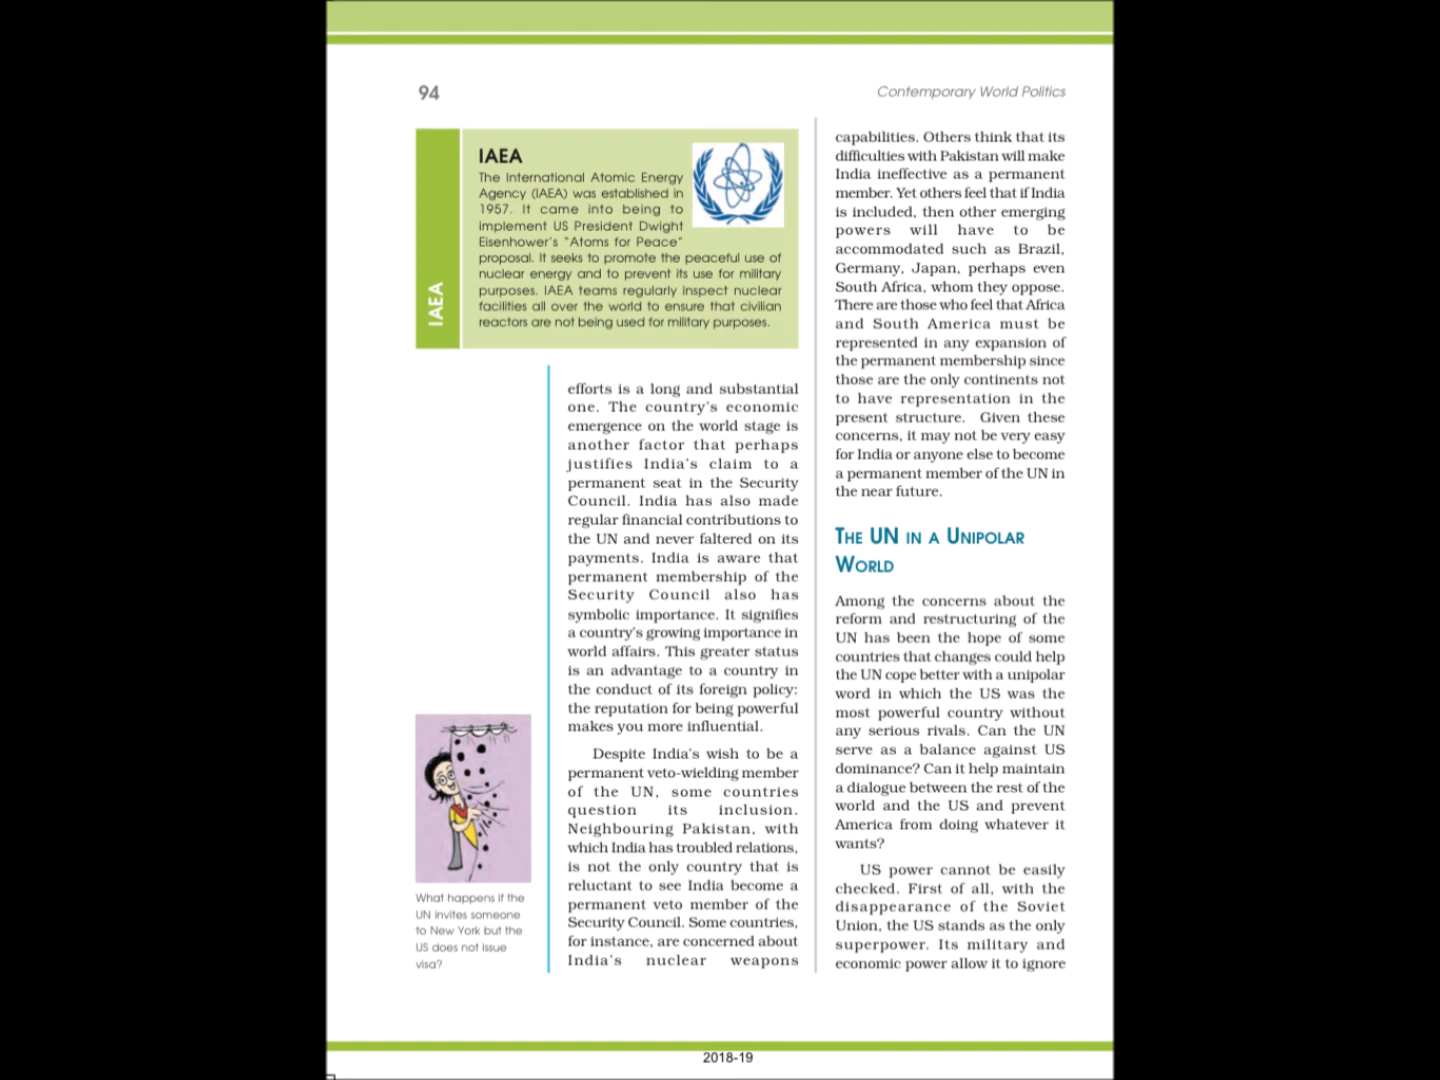 94
Contemporary World Politics
IAEA
IAEA
The International Atomic Energy
Agency (IAEA) was established in
1957. It came into being to
implement US President Dwight
Eisenhower's “Atoms for Peace”
proposal. It seeks to promote the peaceful use of
nuclear energy and to prevent its use for military
purposes. IAEA teams regularly inspect nuclear
facilities all over the world to ensure that civilian
reactors are not being used for military purposes.
efforts is a long and substantial
one. The country's economic
emergence on the world stage is
another factor that perhaps
justifies India's claim to a
permanent seat in the Security
Council. India has also made
regular financial contributions to
the UN and never faltered on its
payments. India is aware that
permanent membership of the
Security Council also has
symbolic importance. It signifies
a country's growing importance in
world affairs. This greater status
is an advantage to a country in
the conduct of its foreign policy:
the reputation for being powerful
makes you more influential.
Despite India's wish to be a
permanent veto-wielding member
of the UN, some countries
question its inclusion.
Neighbouring Pakistan, with
which India has troubled relations,
is not the only country that is
reluctant to see India become a
permanent veto member of the
Security Council. Some countries,
for instance, are concerned about
India's nuclear weapons
What happens if the
UN invites someone
to New York but the
US does not issue
visa?
capabilities. Others think that its
difficulties with Pakistan will make
India ineffective as a permanent
member. Yet others feel that if India
is included, then other emerging
powers will have to be
accommodated such as Brazil,
Germany, Japan, perhaps even
South Africa, whom they oppose.
There are those who feel that Africa
and South America must be
represented in any expansion of
the permanent membership since
those are the only continents not
to have representation in the
present structure. Given these
concerns, it may not be very easy
for India or anyone else to become
a permanent member of the UN in
the near future.
THE UN IN A UNIPOLAR
WORLD
Among the concerns about the
reform and restructuring of the
UN has been the hope of some
countries that changes could help
the UN cope better with a unipolar
word in which the US was the
most powerful country without
any serious rivals. Can the UN
serve as a balance against US
dominance? Can it help maintain
a dialogue between the rest of the
world and the US and prevent
America from doing whatever it
wants?
US power cannot be easily
checked. First of all, with the
disappearance of the Soviet
Union, the US stands as the only
superpower. Its military and
economic power allow it to ignore
2018-19